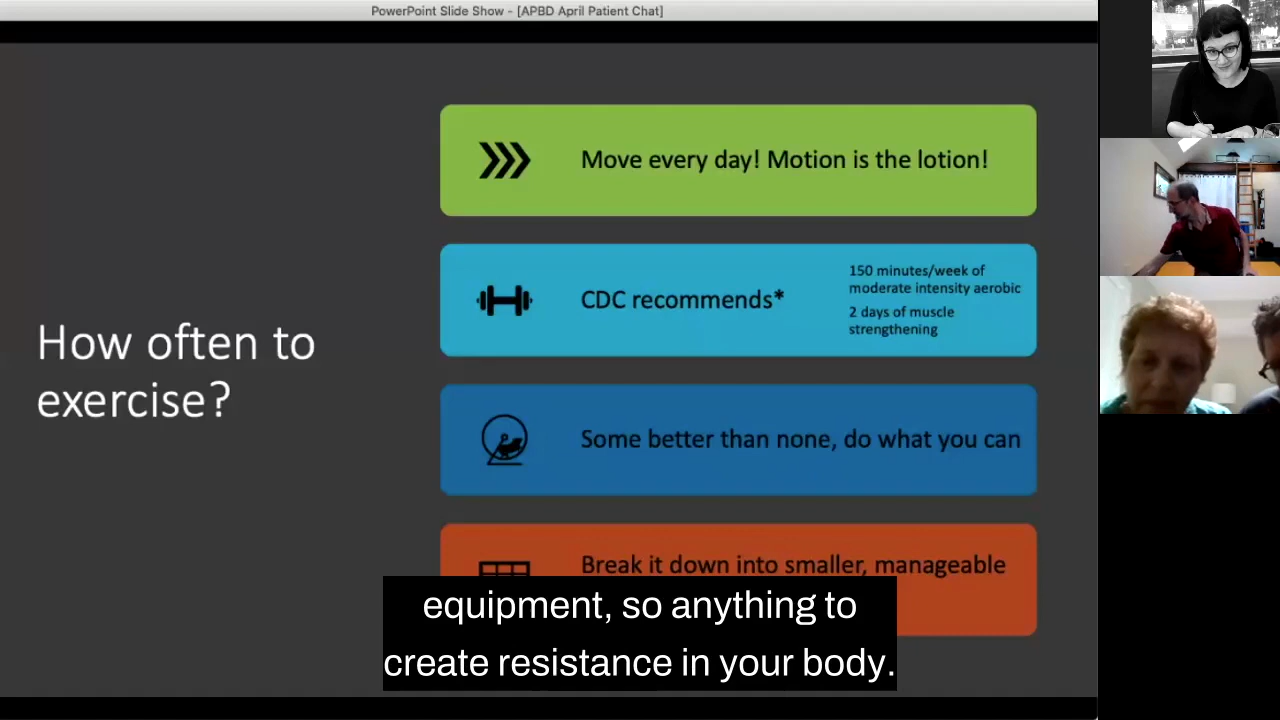 PowerPoint Slide Show - [APBD April Patient Chat]
How often to
exercise?
Move every day! Motion is the lotion!
CDC recommends*
150 minutes/week of
moderate intensity aerobic
2 days of muscle
strengthening
Some better than none, do what you can
Break it down into smaller, manageable
equipment, so anything to
create resistance in your body.